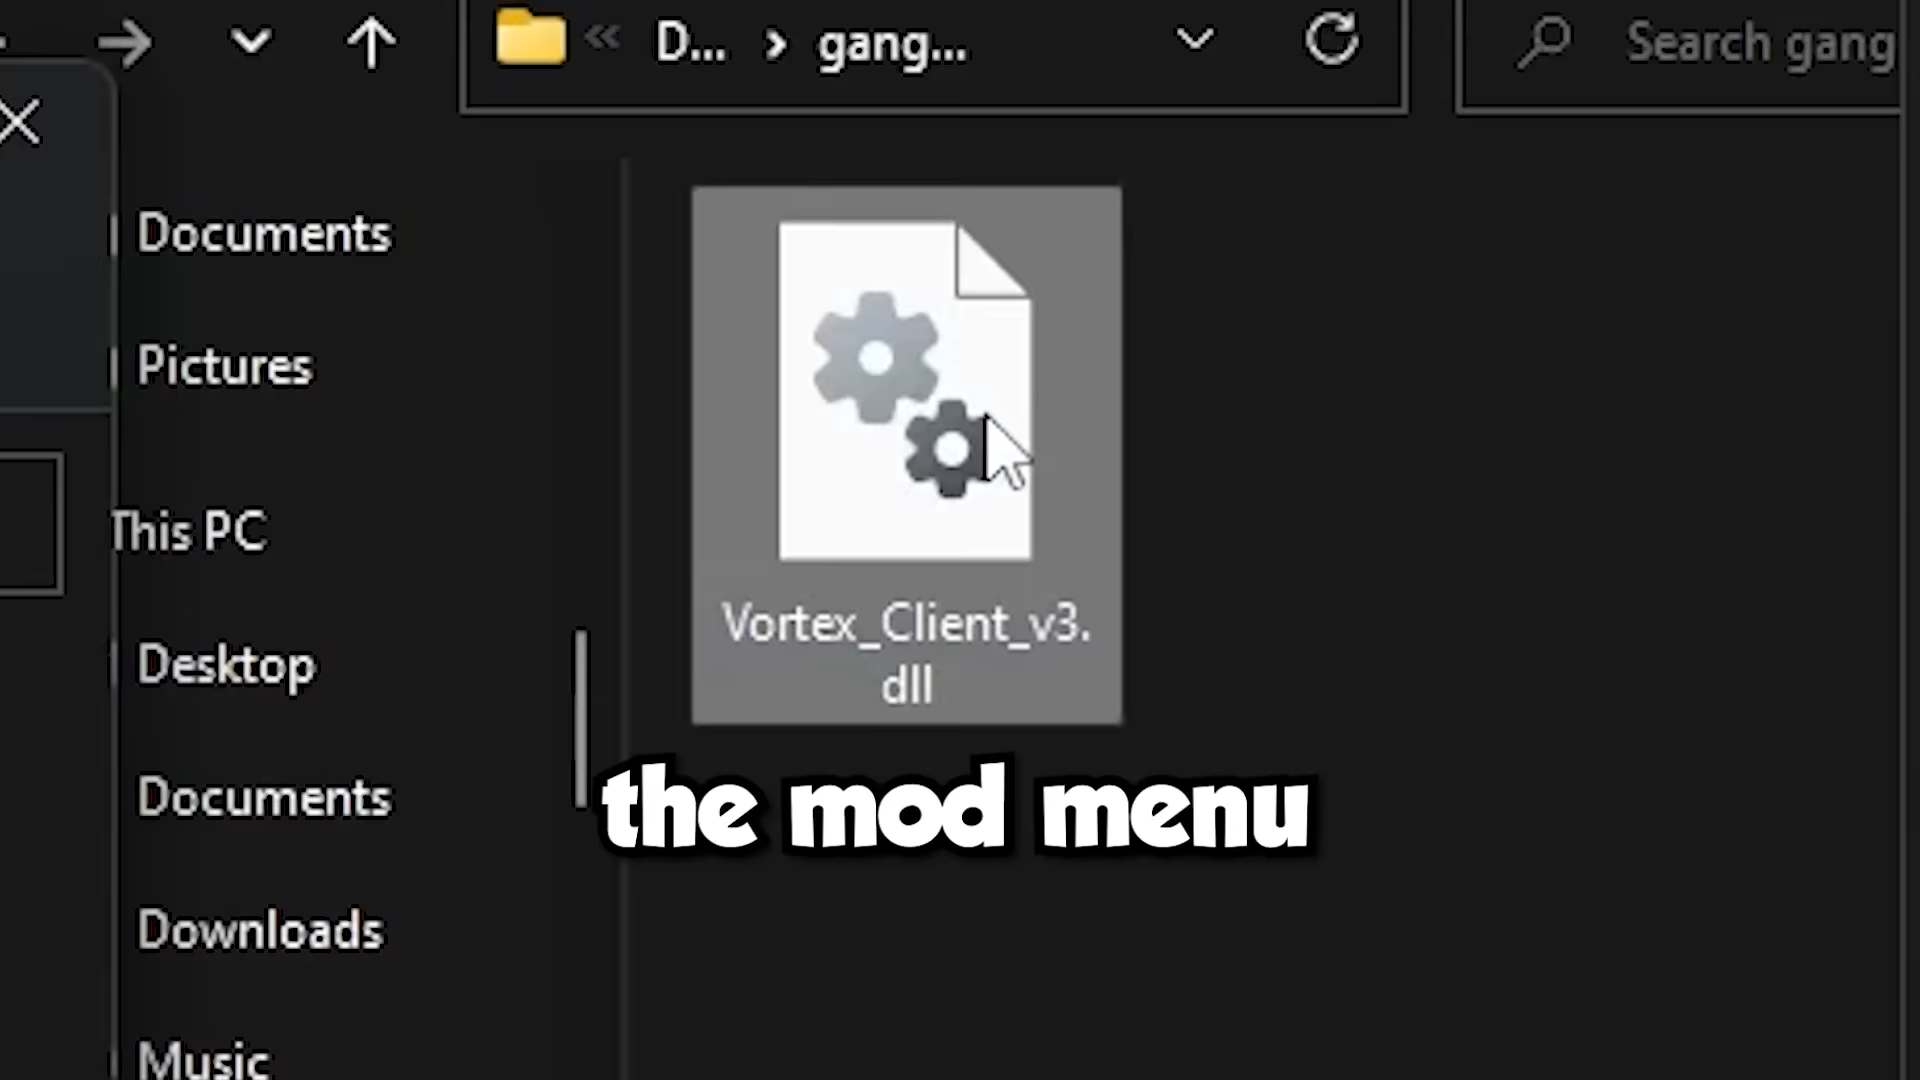 D... › gang...
Search gang
Documents
Pictures
This PC
Desktop
Documents
Downloads
Music
Vortex_Client_v3.
dll
the mod menu